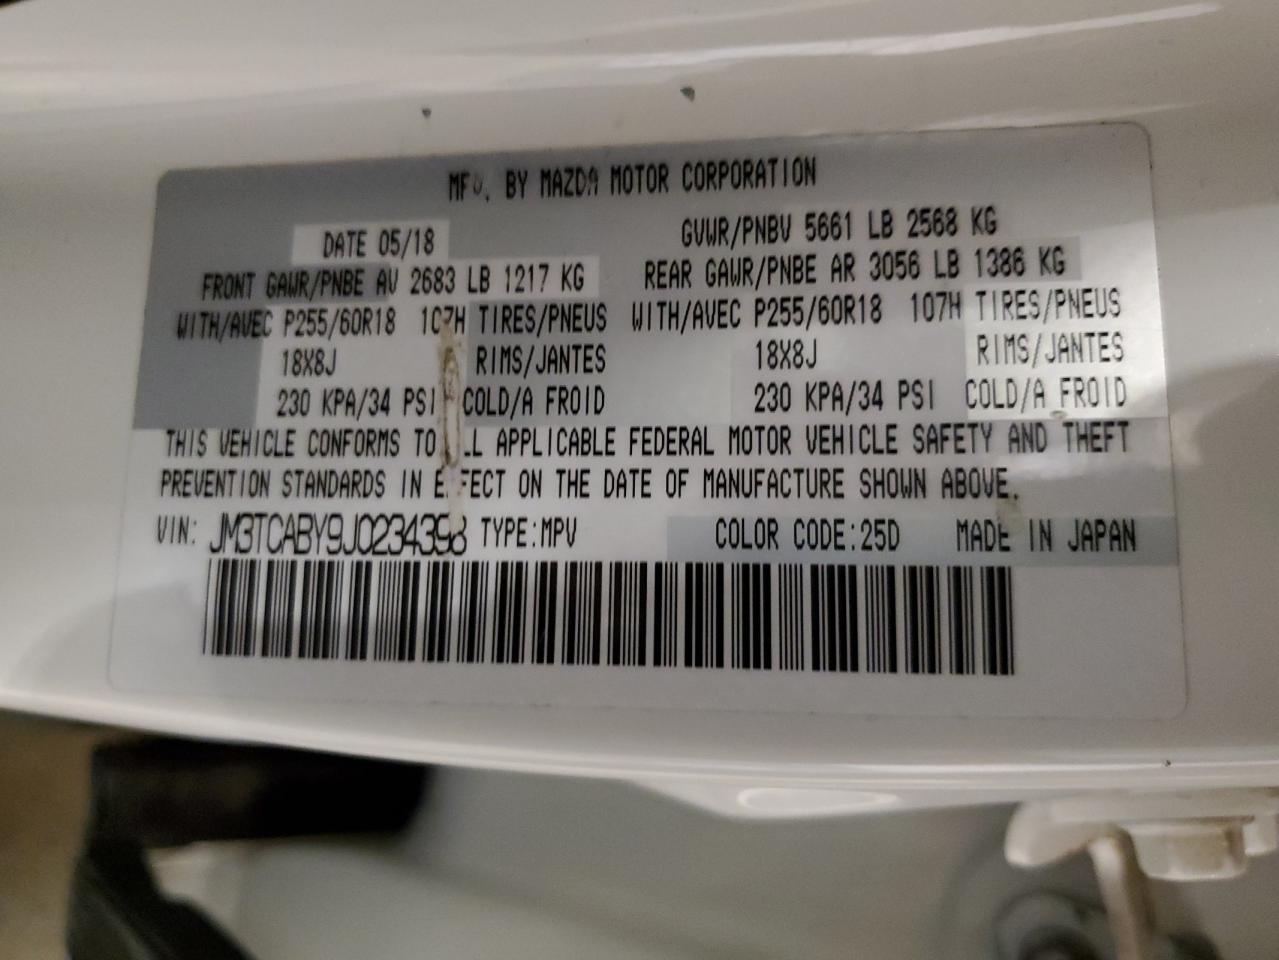 MFG. BY MAZDA MOTOR CORPORATION
DATE 05/18 GVWR/PNBV 5661 LB 2568 KG
FRONT GAWR/PNBE AV 2683 LB 1217 KG REAR GAWR/PNBE AR 3056 LB 1386 KG
WITH/AVEC P255/60R18 107H TIRES/PNEUS WITH/AVEC P255/60R18 107H TIRES/PNEUS
18X8J RIMS/JANTES 18X8J RIMS/JANTES
230 KPA/34 PSI COLD/A FROID 230 KPA/34 PSI COLD/A FROID
THIS VEHICLE CONFORMS TO ALL APPLICABLE FEDERAL MOTOR VEHICLE SAFETY AND THEFT
PREVENTION STANDARDS IN EFFECT ON THE DATE OF MANUFACTURE SHOWN ABOVE.
VIN: JM3TCABY9J0234398 TYPE:MPV COLOR CODE:25D MADE IN JAPAN